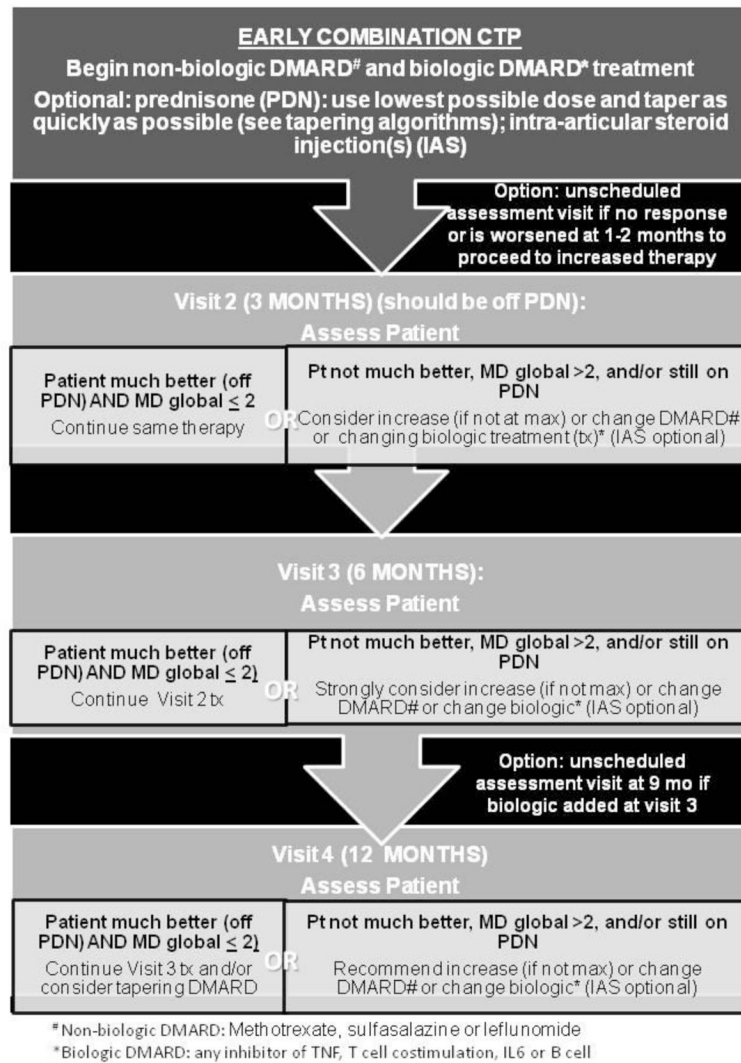 EARLY COMBINATION CTP
Begin non-biologic DMARD# and biologic DMARD* treatment
Optional: prednisone (PDN): use lowest possible dose and taper as
quickly as possible (see tapering algorithms); intra-articular steroid
injection(s) (IAS)
Option: unscheduled
assessment visit if no response
or is worsened at 1-2 months to
proceed to increased therapy
Visit 2 (3 MONTHS) (should be off PDN):
Assess Patient
Patient much better (off
PDN) AND MD global ≤ 2
Continue same therapy
OR
Pt not much better, MD global >2, and/or still on
PDN
Consider increase (if not at max) or change DMARD#
or changing biologic treatment (tx)* (IAS optional)
Visit 3 (6 MONTHS):
Assess Patient
Patient much better (off
PDN) AND MD global ≤ 2)
Continue Visit 2 tx
OR
Pt not much better, MD global >2, and/or still on
PDN
Strongly consider increase (if not max) or change
DMARD# or change biologic* (IAS optional)
Option: unscheduled
assessment visit at 9 mo if
biologic added at visit 3
Visit 4 (12 MONTHS)
Assess Patient
Patient much better (off
PDN) AND MD global ≤ 2)
Continue Visit 3 tx and/or
consider tapering DMARD
OR
Pt not much better, MD global >2, and/or still on
PDN
Recommend increase (if not max) or change
DMARD# or change biologic* (IAS optional)
#Non-biologic DMARD: Methotrexate, sulfasalazine or leflunomide
*Biologic DMARD: any inhibitor of TNF, T cell costimulation, IL6 or B cell